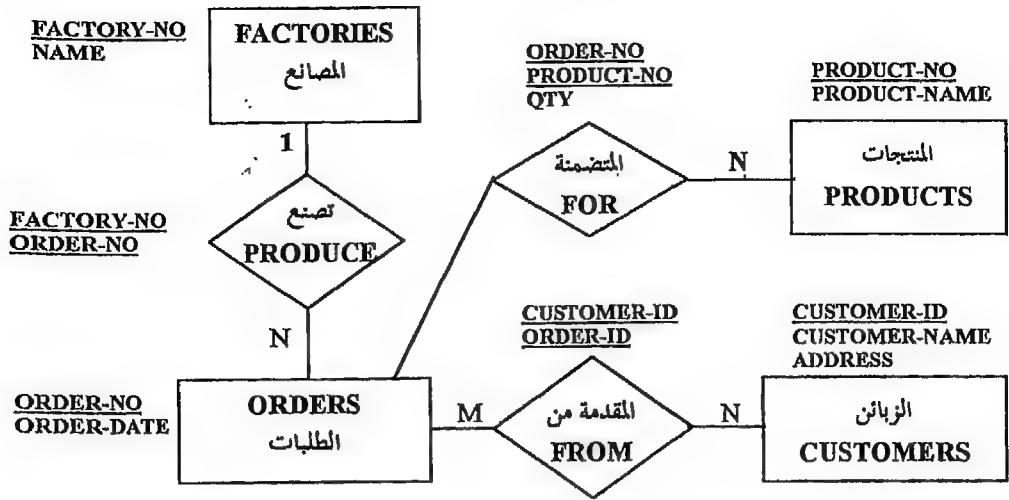 FACTORY-NO
NAME
FACTORIES
المصانع
1
FACTORY-NO
ORDER-NO
تصنع
PRODUCE
N
ORDER-NO
ORDER-DATE
ORDERS
الطلبات
ORDER-NO
PRODUCT-NO
QTY
المتضمنة
FOR
N
PRODUCT-NO
PRODUCT-NAME
المنتجات
PRODUCTS
M
CUSTOMER-ID
ORDER-ID
المقدمة من
FROM
N
CUSTOMER-ID
CUSTOMER-NAME
ADDRESS
الزبائن
CUSTOMERS